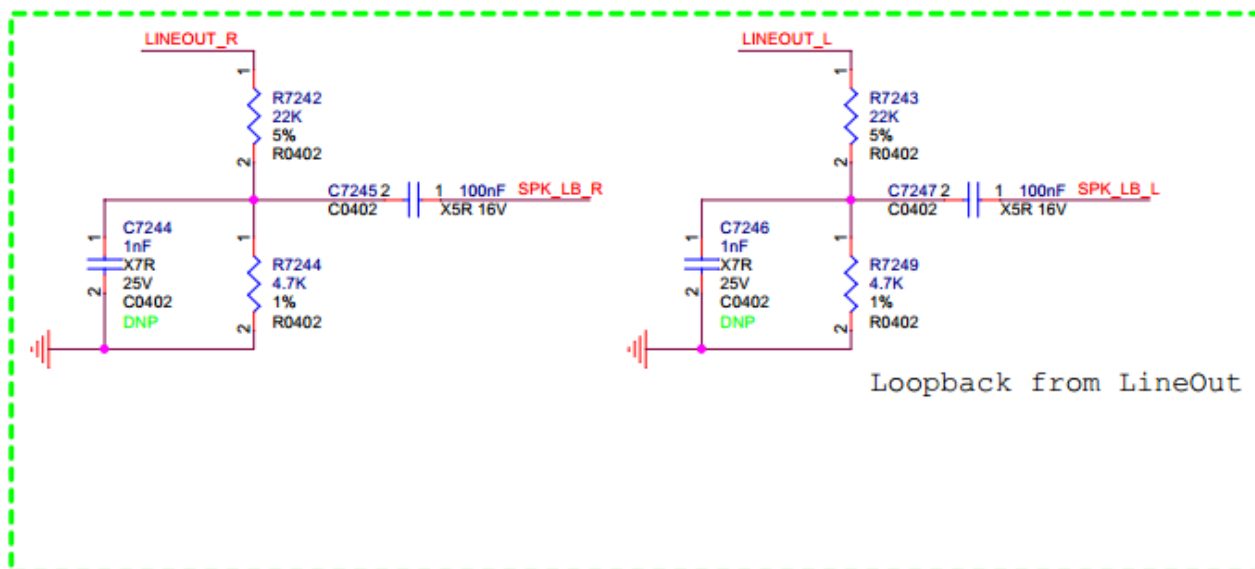 LINEOUT_R
1
R7242
22K
5%
R0402
2
C7245 2 1 100nF SPK_LB_R
C0402 X5R 16V
1
C7244
1nF
X7R
25V
C0402
DNP
2
1
R7244
4.7K
1%
R0402
2
LINEOUT_L
1
R7243
22K
5%
R0402
2
C7247 2 1 100nF SPK_LB_L
C0402 X5R 16V
1
C7246
1nF
X7R
25V
C0402
DNP
2
1
R7249
4.7K
1%
R0402
2
Loopback from LineOut